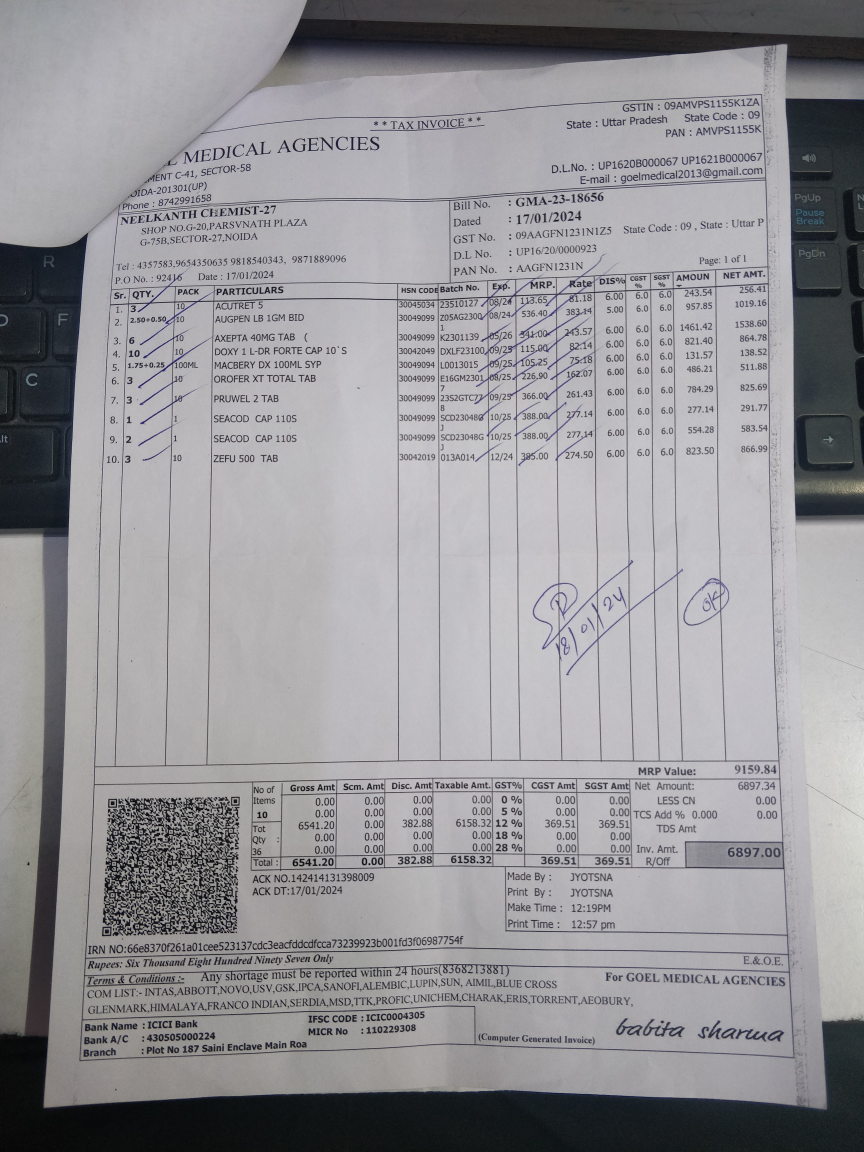 * * TAX INVOICE * *
GSTIN : 09AMVPS1155K1ZA
State : Uttar Pradesh State Code : 09
PAN : AMVPS1155K
MEDICAL AGENCIES
C-41, SECTOR-58
D.L.No. : UP1620B000067 UP1621B000067
E-mail : goelmedical2013@gmail.com
Phone : 8742991658
NEELKANTH CHEMIST-27
SHOP NO.G-20,PARSVNATH PLAZA
G-75B,SECTOR-27,NOIDA
Tel : 4357583,9654350635 9818540343, 9871889096
P.O No. : 92416 Date : 17/01/2024
Bill No. : GMA-23-18656
Dated : 17/01/2024
GST No. : 09AAGFN1231N1Z5 State Code : 09 , State : Uttar P
D.L No. : UP16/20/0000923
PAN No. : AAGFN1231N
Page: 1 of 1
Sr. QTY. PACK PARTICULARS HSN CODE Batch No. Exp. MRP. Rate DIS% CGST % SGST % AMOUN NET AMT.
1. 3 10 ACUTRET 5 30045034 23510127 08/24 113.65 81.18 6.00 6.0 6.0 243.54 256.41
2. 2.50+0.50 10 AUGPEN LB 1GM BID 30049099 Z05AG2300 08/24 536.40 383.14 5.00 6.0 6.0 957.85 1019.16
1
3. 6 10 AXEPTA 40MG TAB ( 30049099 K2301139 05/26 341.00 243.57 6.00 6.0 6.0 1461.42 1538.60
4. 10 10 DOXY 1 L-DR FORTE CAP 10`S 30042049 DXLF23100 09/25 115.00 82.14 6.00 6.0 6.0 821.40 864.78
5. 1.75+0.25 100ML MACBERY DX 100ML SYP 30049094 L0013015 09/25 105.25 75.18 6.00 6.0 6.0 131.57 138.52
6. 3 10 OROFER XT TOTAL TAB 30049099 E16GM2301 08/25 226.90 162.07 6.00 6.0 6.0 486.21 511.88
7
7. 3 10 PRUWEL 2 TAB 30049099 23S2GTC77 09/25 366.00 261.43 6.00 6.0 6.0 784.29 825.69
8
8. 1 1 SEACOD CAP 110S 30049099 SCD23048G 10/25 388.00 277.14 6.00 6.0 6.0 277.14 291.77
J
9. 2 1 SEACOD CAP 110S 30049099 SCD23048G 10/25 388.00 277.14 6.00 6.0 6.0 554.28 583.54
J
10. 3 10 ZEFU 500 TAB 30042019 013A014 12/24 385.00 274.50 6.00 6.0 6.0 823.50 866.99
18/01/24
OK
MRP Value: 9159.84
No of Items 10 Gross Amt Scm. Amt Disc. Amt Taxable Amt. GST% CGST Amt SGST Amt Net Amount: 6897.34
0.00 0.00 0.00 0.00 0 % 0.00 0.00 LESS CN 0.00
0.00 0.00 0.00 0.00 5 % 0.00 0.00 TCS Add % 0.000 0.00
Tot Qty : 36 6541.20 0.00 382.88 6158.32 12 % 369.51 369.51 TDS Amt
0.00 0.00 0.00 0.00 18 % 0.00 0.00
0.00 0.00 0.00 0.00 28 % 0.00 0.00 Inv. Amt. 6897.00
Total : 6541.20 0.00 382.88 6158.32 369.51 369.51 R/Off
ACK NO.142414131398009
ACK DT:17/01/2024
Made By : JYOTSNA
Print By : JYOTSNA
Make Time : 12:19PM
Print Time : 12:57 pm
IRN NO:66e8370f261a01cee523137cdc3eacfddcdfcca73239923b001fd3f06987754f
Rupees: Six Thousand Eight Hundred Ninety Seven Only
E.&.O.E.
Terms & Conditions :- Any shortage must be reported within 24 hours(8368213881)
COM LIST:- INTAS,ABBOTT,NOVO,USV,GSK,IPCA,SANOFI,ALEMBIC,LUPIN,SUN, AIMIL,BLUE CROSS
GLENMARK,HIMALAYA,FRANCO INDIAN,SERDIA,MSD,TTK,PROFIC,UNICHEM,CHARAK,ERIS,TORRENT,AEOBURY,
For GOEL MEDICAL AGENCIES
Bank Name : ICICI Bank IFSC CODE : ICIC0004305
Bank A/C : 430505000224 MICR No : 110229308
Branch : Plot No 187 Saini Enclave Main Roa
(Computer Generated Invoice)
babita sharma
R
F
D
C
Alt
PgUp
Pause
Break
PgDn